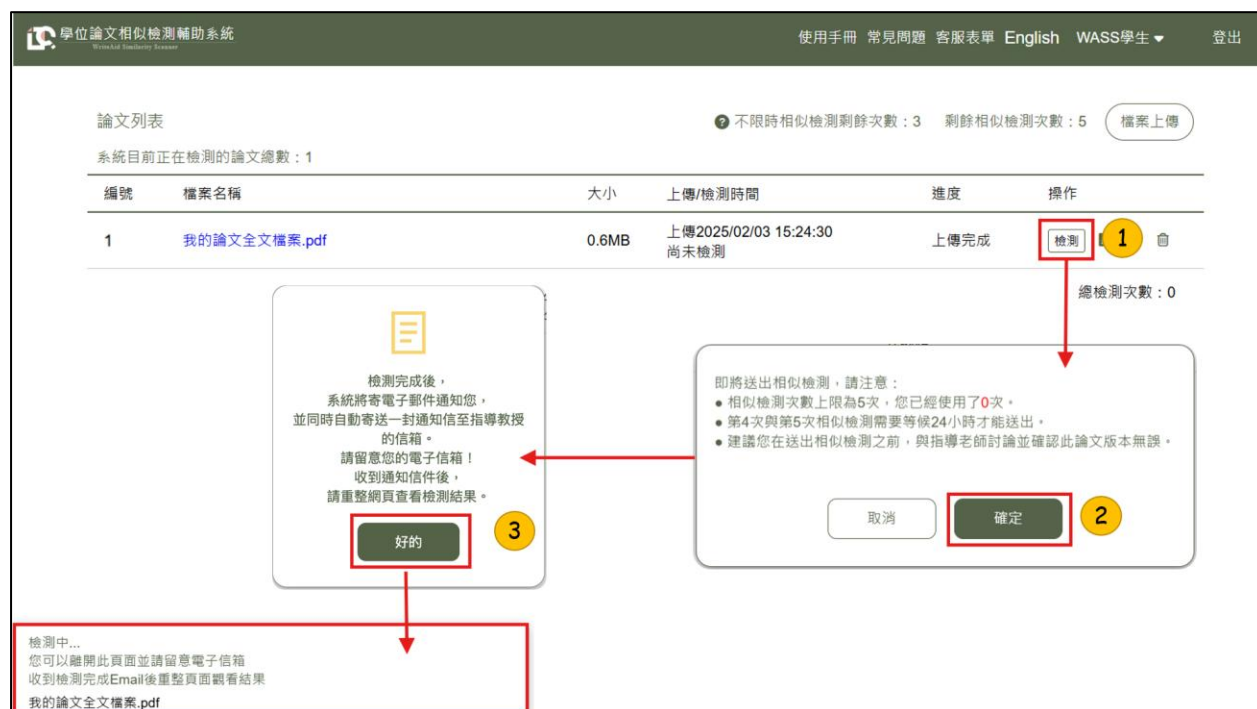 學位論文相似檢測輔助系統
WriteAid Similarity Scanner
使用手冊 常見問題 客服表單 English WASS學生 登出
論文列表
不限時相似檢測剩餘次數：3 剩餘相似檢測次數：5 檔案上傳
系統目前正在檢測的論文總數：1
編號 檔案名稱 大小 上傳/檢測時間 進度 操作
1 我的論文全文檔案.pdf 0.6MB 上傳2025/02/03 15:24:30 上傳完成 檢測 1
尚未檢測
總檢測次數：0
即將送出相似檢測，請注意：
● 相似檢測次數上限為5次，您已經使用了0次。
● 第4次與第5次相似檢測需要等候24小時才能送出。
● 建議您在送出相似檢測之前，與指導老師討論並確認此論文版本無誤。
取消 確定 2
檢測完成後，
系統將寄電子郵件通知您，
並同時自動寄送一封通知信至指導教授
的信箱。
請留意您的電子信箱！
收到通知信件後，
請重整網頁查看檢測結果。
好的 3
檢測中...
您可以離開此頁面並請留意電子信箱
收到檢測完成Email後重整頁面觀看結果
我的論文全文檔案.pdf